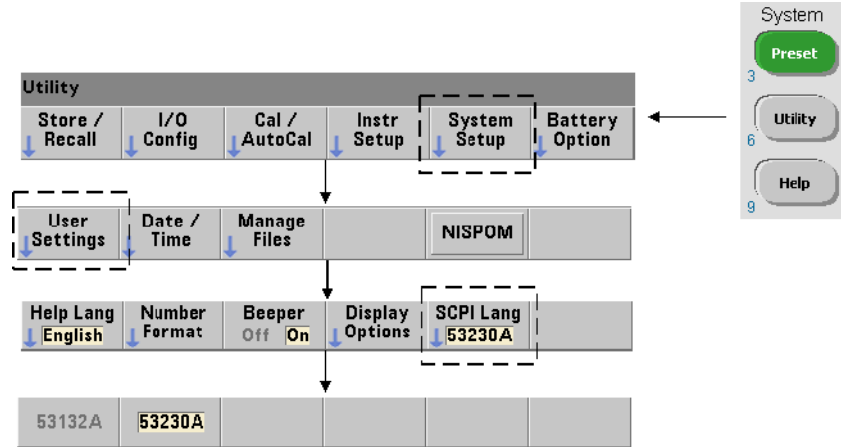 System
Preset
3
Utility
6
Help
9
Utility
Store /
Recall
I/O
Config
Cal /
AutoCal
Instr
Setup
System
Setup
Battery
Option
User
Settings
Date /
Time
Manage
Files
NISPOM
Help Lang
English
Number
Format
Beeper
Off On
Display
Options
SCPI Lang
53230A
53132A
53230A